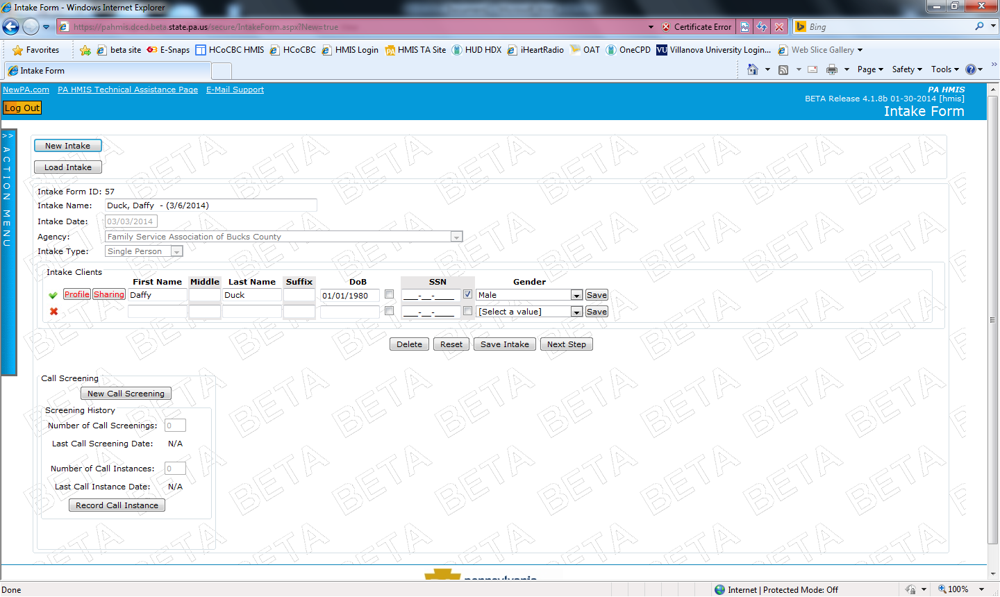 Intake Form - Windows Internet Explorer
https://pahmis.dced.beta.state.pa.us/secure/IntakeForm.aspx?New=true Certificate Error Bing
Favorites beta site E-Snaps HCoCBC HMIS HCoCBC HMIS Login HMIS TA Site HUD HDX iHeartRadio OAT OneCPD VU Villanova University Login... Web Slice Gallery
Intake Form Page Safety Tools
NewPA.com PA HMIS Technical Assistance Page E-Mail Support PA HMIS
BETA Release 4.1.8b 01-30-2014 [hmis]
Log Out Intake Form
>> ACTION MENU
New Intake
Load Intake
Intake Form ID: 57
Intake Name: Duck, Daffy - (3/6/2014)
Intake Date: 03/03/2014
Agency: Family Service Association of Bucks County
Intake Type: Single Person
Intake Clients
First Name Middle Last Name Suffix DoB SSN Gender
Profile Sharing Daffy Duck 01/01/1980 ___-__-____ Male Save
___-__-____ [Select a value] Save
Delete Reset Save Intake Next Step
Call Screening
New Call Screening
Screening History
Number of Call Screenings: 0
Last Call Screening Date: N/A
Number of Call Instances: 0
Last Call Instance Date: N/A
Record Call Instance
BETA
pennsylvania
Done Internet | Protected Mode: Off 100%